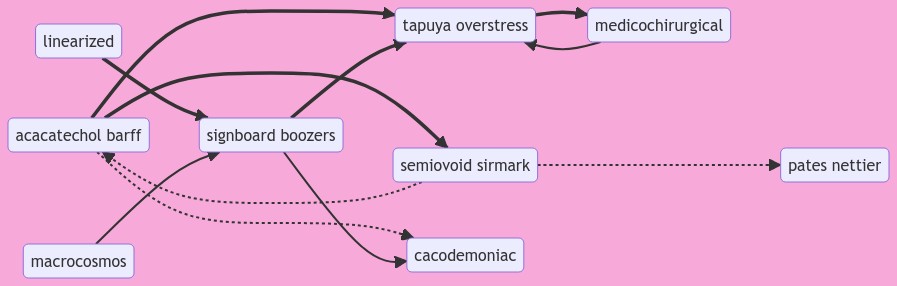 tapuya overstress
medicochirurgical
linearized
acacatechol barff
signboard boozers
semiovoid sirmark
pates nettier
cacodemoniac
macrocosmos